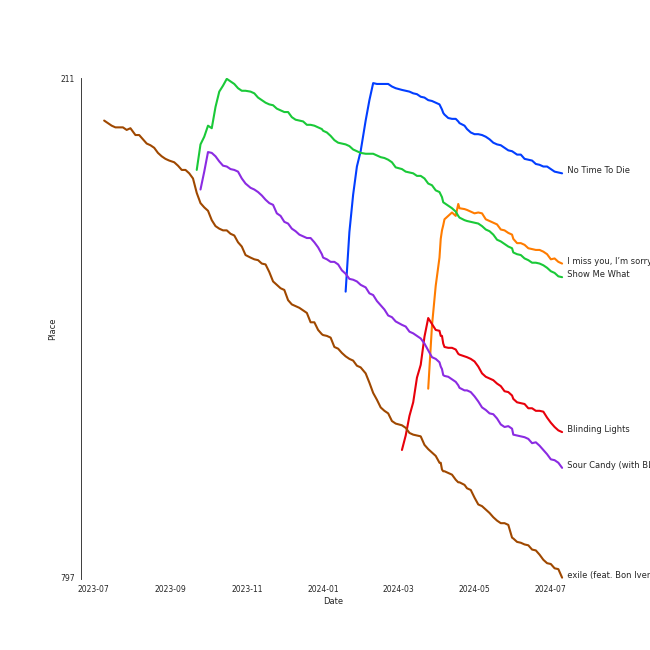 211
No Time To Die
I miss you, I'm sorry
Show Me What
Place
Blinding Lights
Sour Candy (with Bl
exile (feat. Bon Iver
797
2023-07 2023-09 2023-11 2024-01 2024-03 2024-05 2024-07
Date